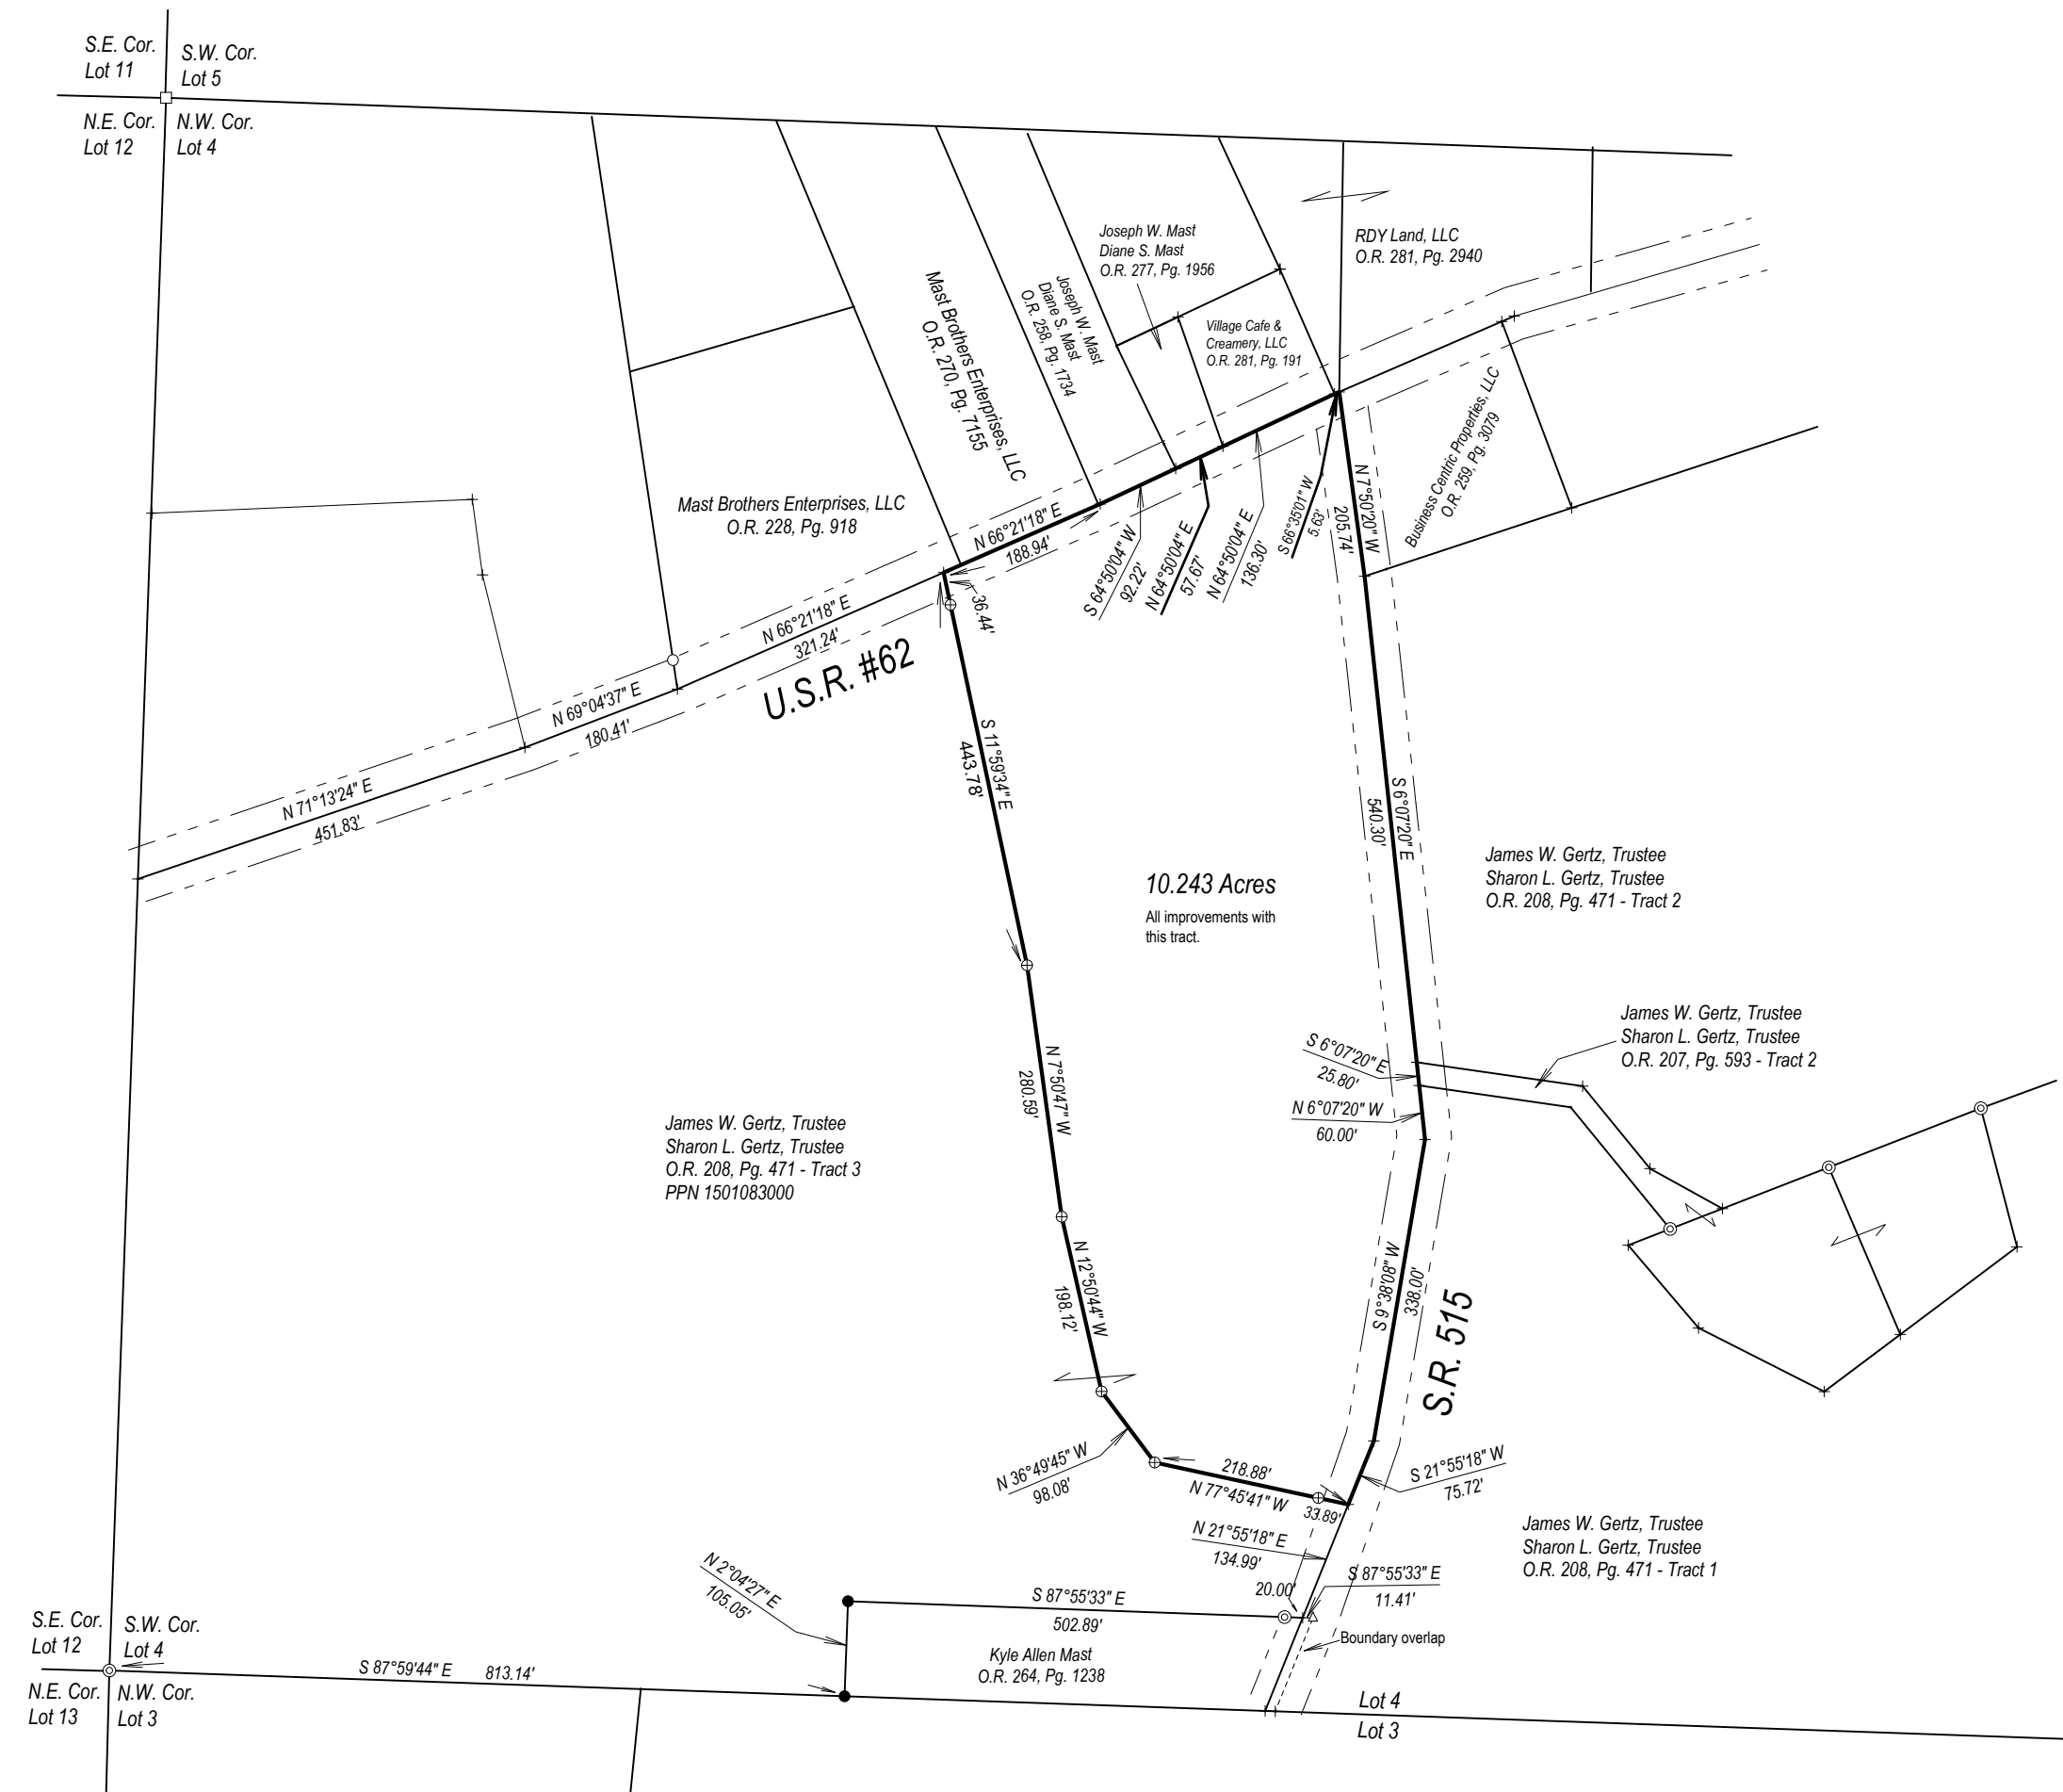 S.E. Cor.
Lot 11
S.W. Cor.
Lot 5
N.E. Cor.
Lot 12
N.W. Cor.
Lot 4
Joseph W. Mast
Diane S. Mast
O.R. 277, Pg. 1956
RDY Land, LLC
O.R. 281, Pg. 2940
Mast Brothers Enterprises, LLC
O.R. 270, Pg. 7155
Joseph W. Mast
Diane S. Mast
O.R. 258, Pg. 1734
Village Cafe &
Creamery, LLC
O.R. 281, Pg. 191
Business Centric Properties, LLC
O.R. 259, Pg. 3079
Mast Brothers Enterprises, LLC
O.R. 228, Pg. 918
N 66°21'18" E
188.94'
S 64°50'04" W
92.22'
N 64°50'04" E
57.67'
N 64°50'04" E
136.30'
S 66°35'01" W
5.63'
N 7°50'20" W
205.74'
36.44'
N 66°21'18" E
321.24'
U.S.R. #62
N 69°04'37" E
180.41'
N 71°13'24" E
451.83'
S 11°59'34" E
443.78'
S 6°07'20" E
540.30'
10.243 Acres
All improvements with
this tract.
James W. Gertz, Trustee
Sharon L. Gertz, Trustee
O.R. 208, Pg. 471 - Tract 2
James W. Gertz, Trustee
Sharon L. Gertz, Trustee
O.R. 207, Pg. 593 - Tract 2
S 6°07'20" E
25.80'
N 6°07'20" W
60.00'
N 7°50'47" W
280.59'
James W. Gertz, Trustee
Sharon L. Gertz, Trustee
O.R. 208, Pg. 471 - Tract 3
PPN 1501083000
N 12°50'44" W
198.12'
S 9°38'08" W
338.00'
S.R. 515
N 36°49'45" W
98.08'
218.88'
N 77°45'41" W
33.89'
S 21°55'18" W
75.72'
N 21°55'18" E
134.99'
James W. Gertz, Trustee
Sharon L. Gertz, Trustee
O.R. 208, Pg. 471 - Tract 1
N 2°04'27" E
105.05'
20.00'
S 87°55'33" E
11.41'
S 87°55'33" E
502.89'
Boundary overlap
Kyle Allen Mast
O.R. 264, Pg. 1238
S.E. Cor.
Lot 12
S.W. Cor.
Lot 4
S 87°59'44" E 813.14'
N.E. Cor.
Lot 13
N.W. Cor.
Lot 3
Lot 4
Lot 3